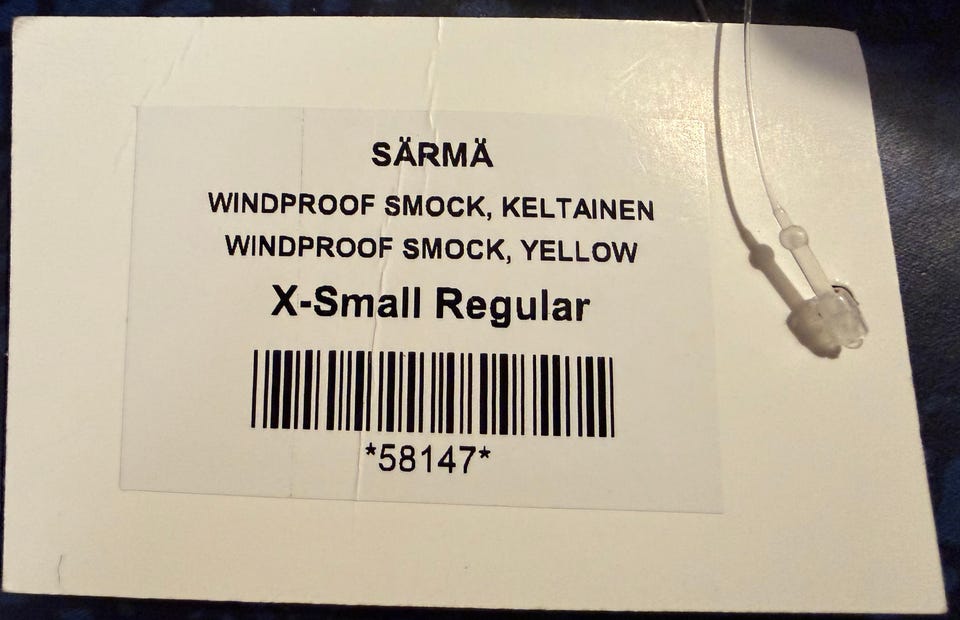 SÄRMÄ
WINDPROOF SMOCK, KELTAINEN
WINDPROOF SMOCK, YELLOW
X-Small Regular
*58147*